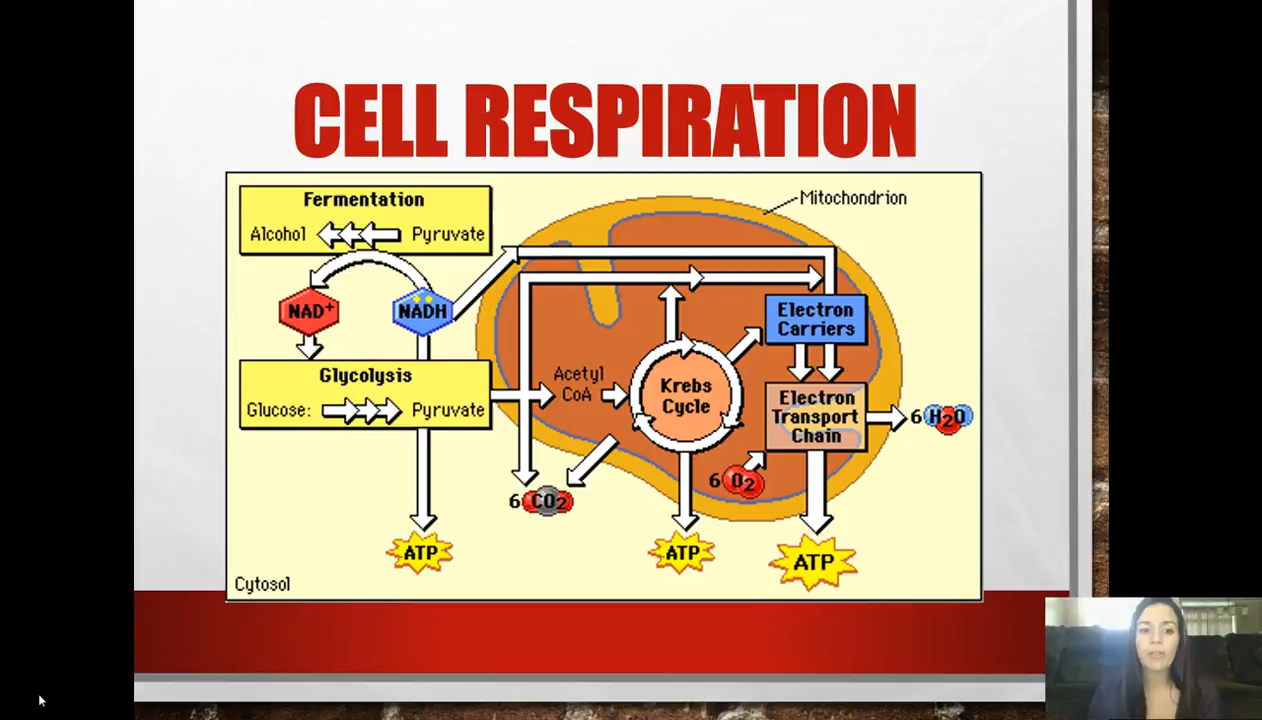 CELL RESPIRATION
Fermentation
Alcohol Pyruvate
Mitochondrion
NAD+
NADH
Electron
Carriers
Glycolysis
Glucose: Pyruvate
Acetyl
CoA
Krebs
Cycle
Electron
Transport
Chain
6 H2O
6 O2
6 CO2
ATP
ATP
ATP
Cytosol